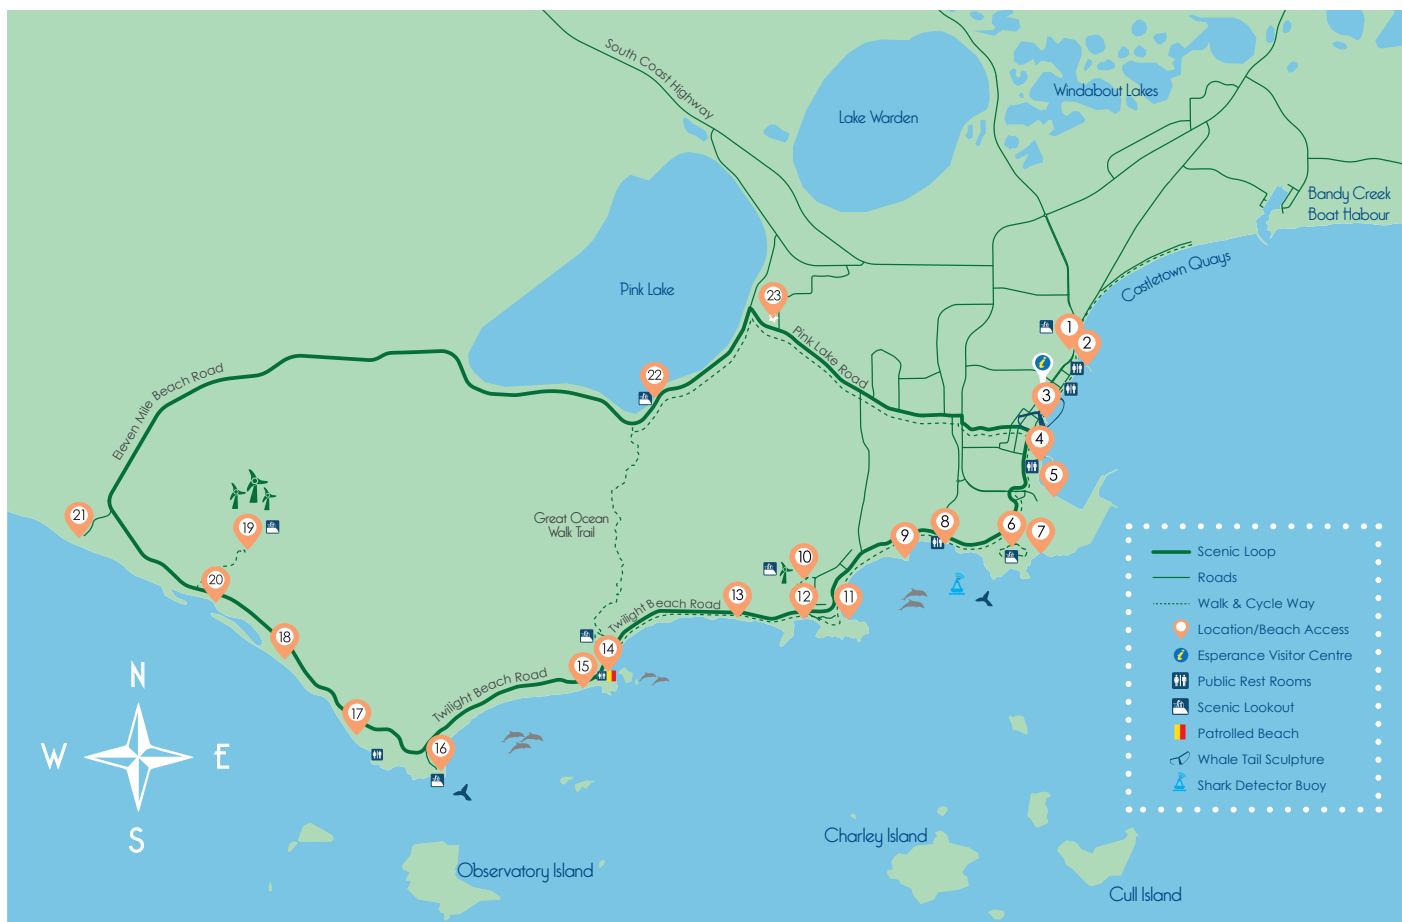 South Coast Highway
Lake Warden
Windabout Lakes
Bandy Creek
Boat Habour
Castletown Quays
Pink Lake
23
1
2
i
Pink Lake Road
22
3
Eleven Mile Beach Road
4
5
21
19
Great Ocean
Walk Trail
6
7
8
9
10
20
13
12
11
Twilight Beach Road
18
14
15
Twilight Beach Road
17
16
N
W
E
S
Scenic Loop
Roads
Walk & Cycle Way
Location/Beach Access
i
Esperance Visitor Centre
Public Rest Rooms
Scenic Lookout
Patrolled Beach
Whale Tail Sculpture
Shark Detector Buoy
Charley Island
Observatory Island
Cull Island